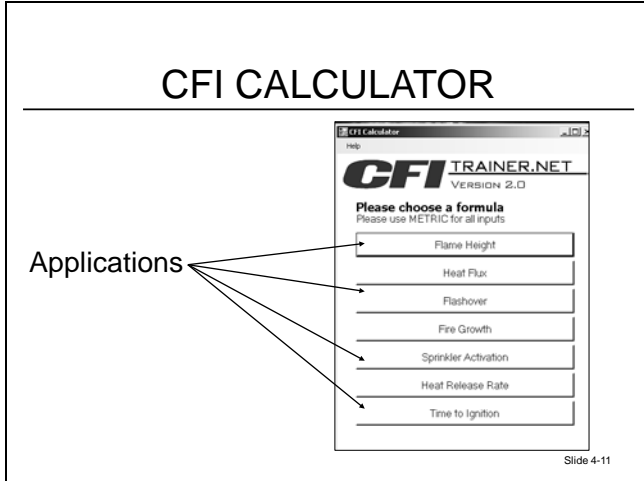 CFI CALCULATOR
CFI Calculator
Help
CFI TRAINER.NET
VERSION 2.0
Please choose a formula
Please use METRIC for all inputs
Flame Height
Heat Flux
Applications
Flashover
Fire Growth
Sprinkler Activation
Heat Release Rate
Time to Ignition
Slide 4-11